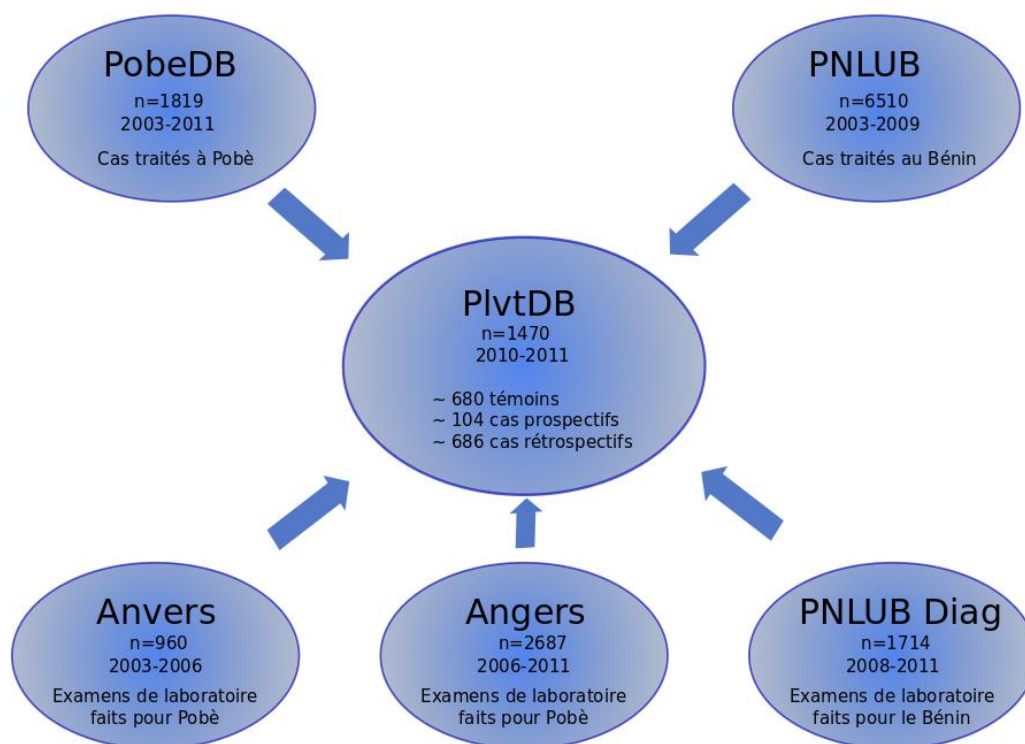 PobeDB
n=1819
2003-2011
Cas traités à Pobè
PNLUB
n=6510
2003-2009
Cas traités au Bénin
PlvtDB
n=1470
2010-2011
~ 680 témoins
~ 104 cas prospectifs
~ 686 cas rétrospectifs
Anvers
n=960
2003-2006
Examens de laboratoire
faits pour Pobè
Angers
n=2687
2006-2011
Examens de laboratoire
faits pour Pobè
PNLUB Diag
n=1714
2008-2011
Examens de laboratoire
faits pour le Bénin